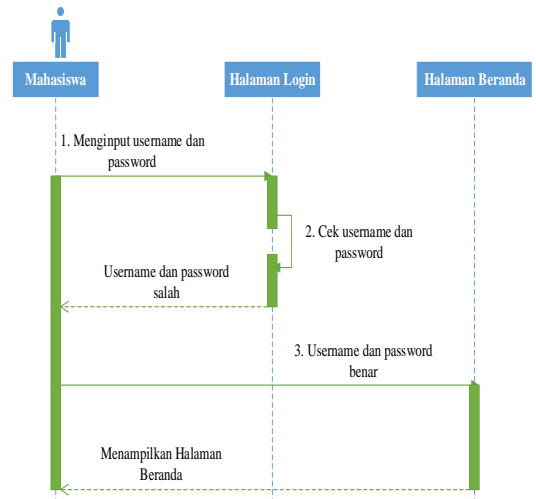 Mahasiswa
Halaman Login
Halaman Beranda
1. Menginput username dan
password
2. Cek username dan
password
Username dan password
salah
3. Username dan password
benar
Menampilkan Halaman
Beranda